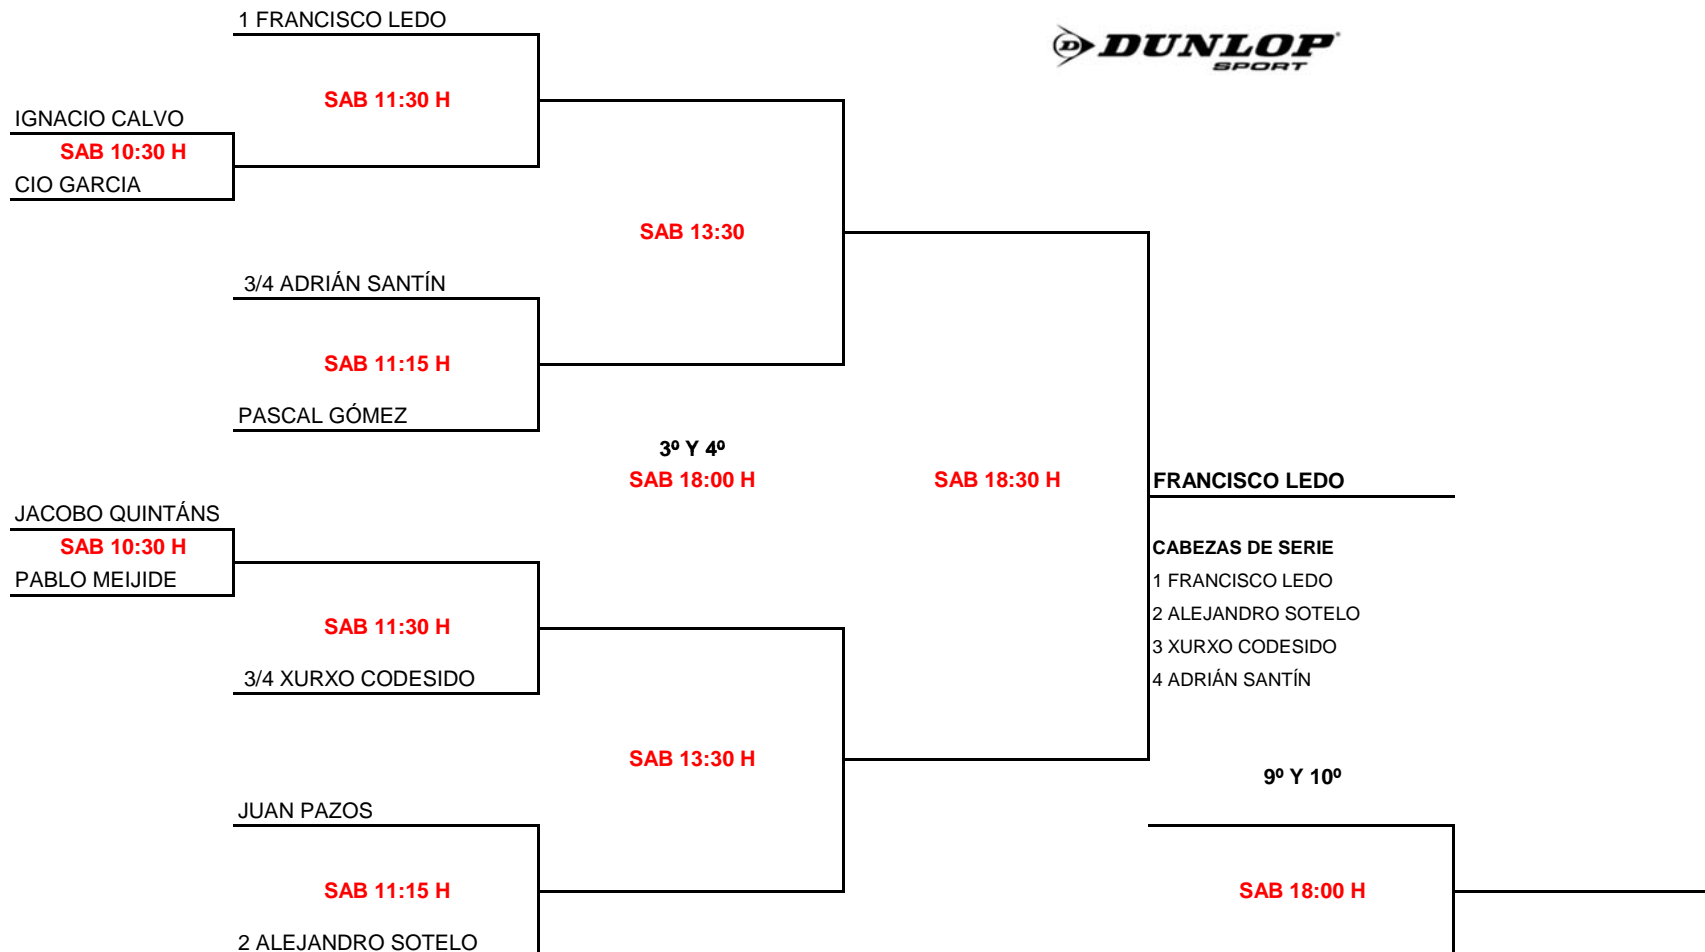 1 FRANCISCO LEDO
DUNLOP
SPORT
SAB 11:30 H
IGNACIO CALVO
SAB 10:30 H
CIO GARCIA
SAB 13:30
3/4 ADRIÁN SANTÍN
SAB 11:15 H
PASCAL GÓMEZ
3º Y 4º
SAB 18:00 H
SAB 18:30 H
FRANCISCO LEDO
JACOBO QUINTÁNS
SAB 10:30 H
PABLO MEIJIDE
CABEZAS DE SERIE
1 FRANCISCO LEDO
2 ALEJANDRO SOTELO
3 XURXO CODESIDO
4 ADRIÁN SANTÍN
SAB 11:30 H
3/4 XURXO CODESIDO
SAB 13:30 H
9º Y 10º
JUAN PAZOS
SAB 11:15 H
SAB 18:00 H
2 ALEJANDRO SOTELO